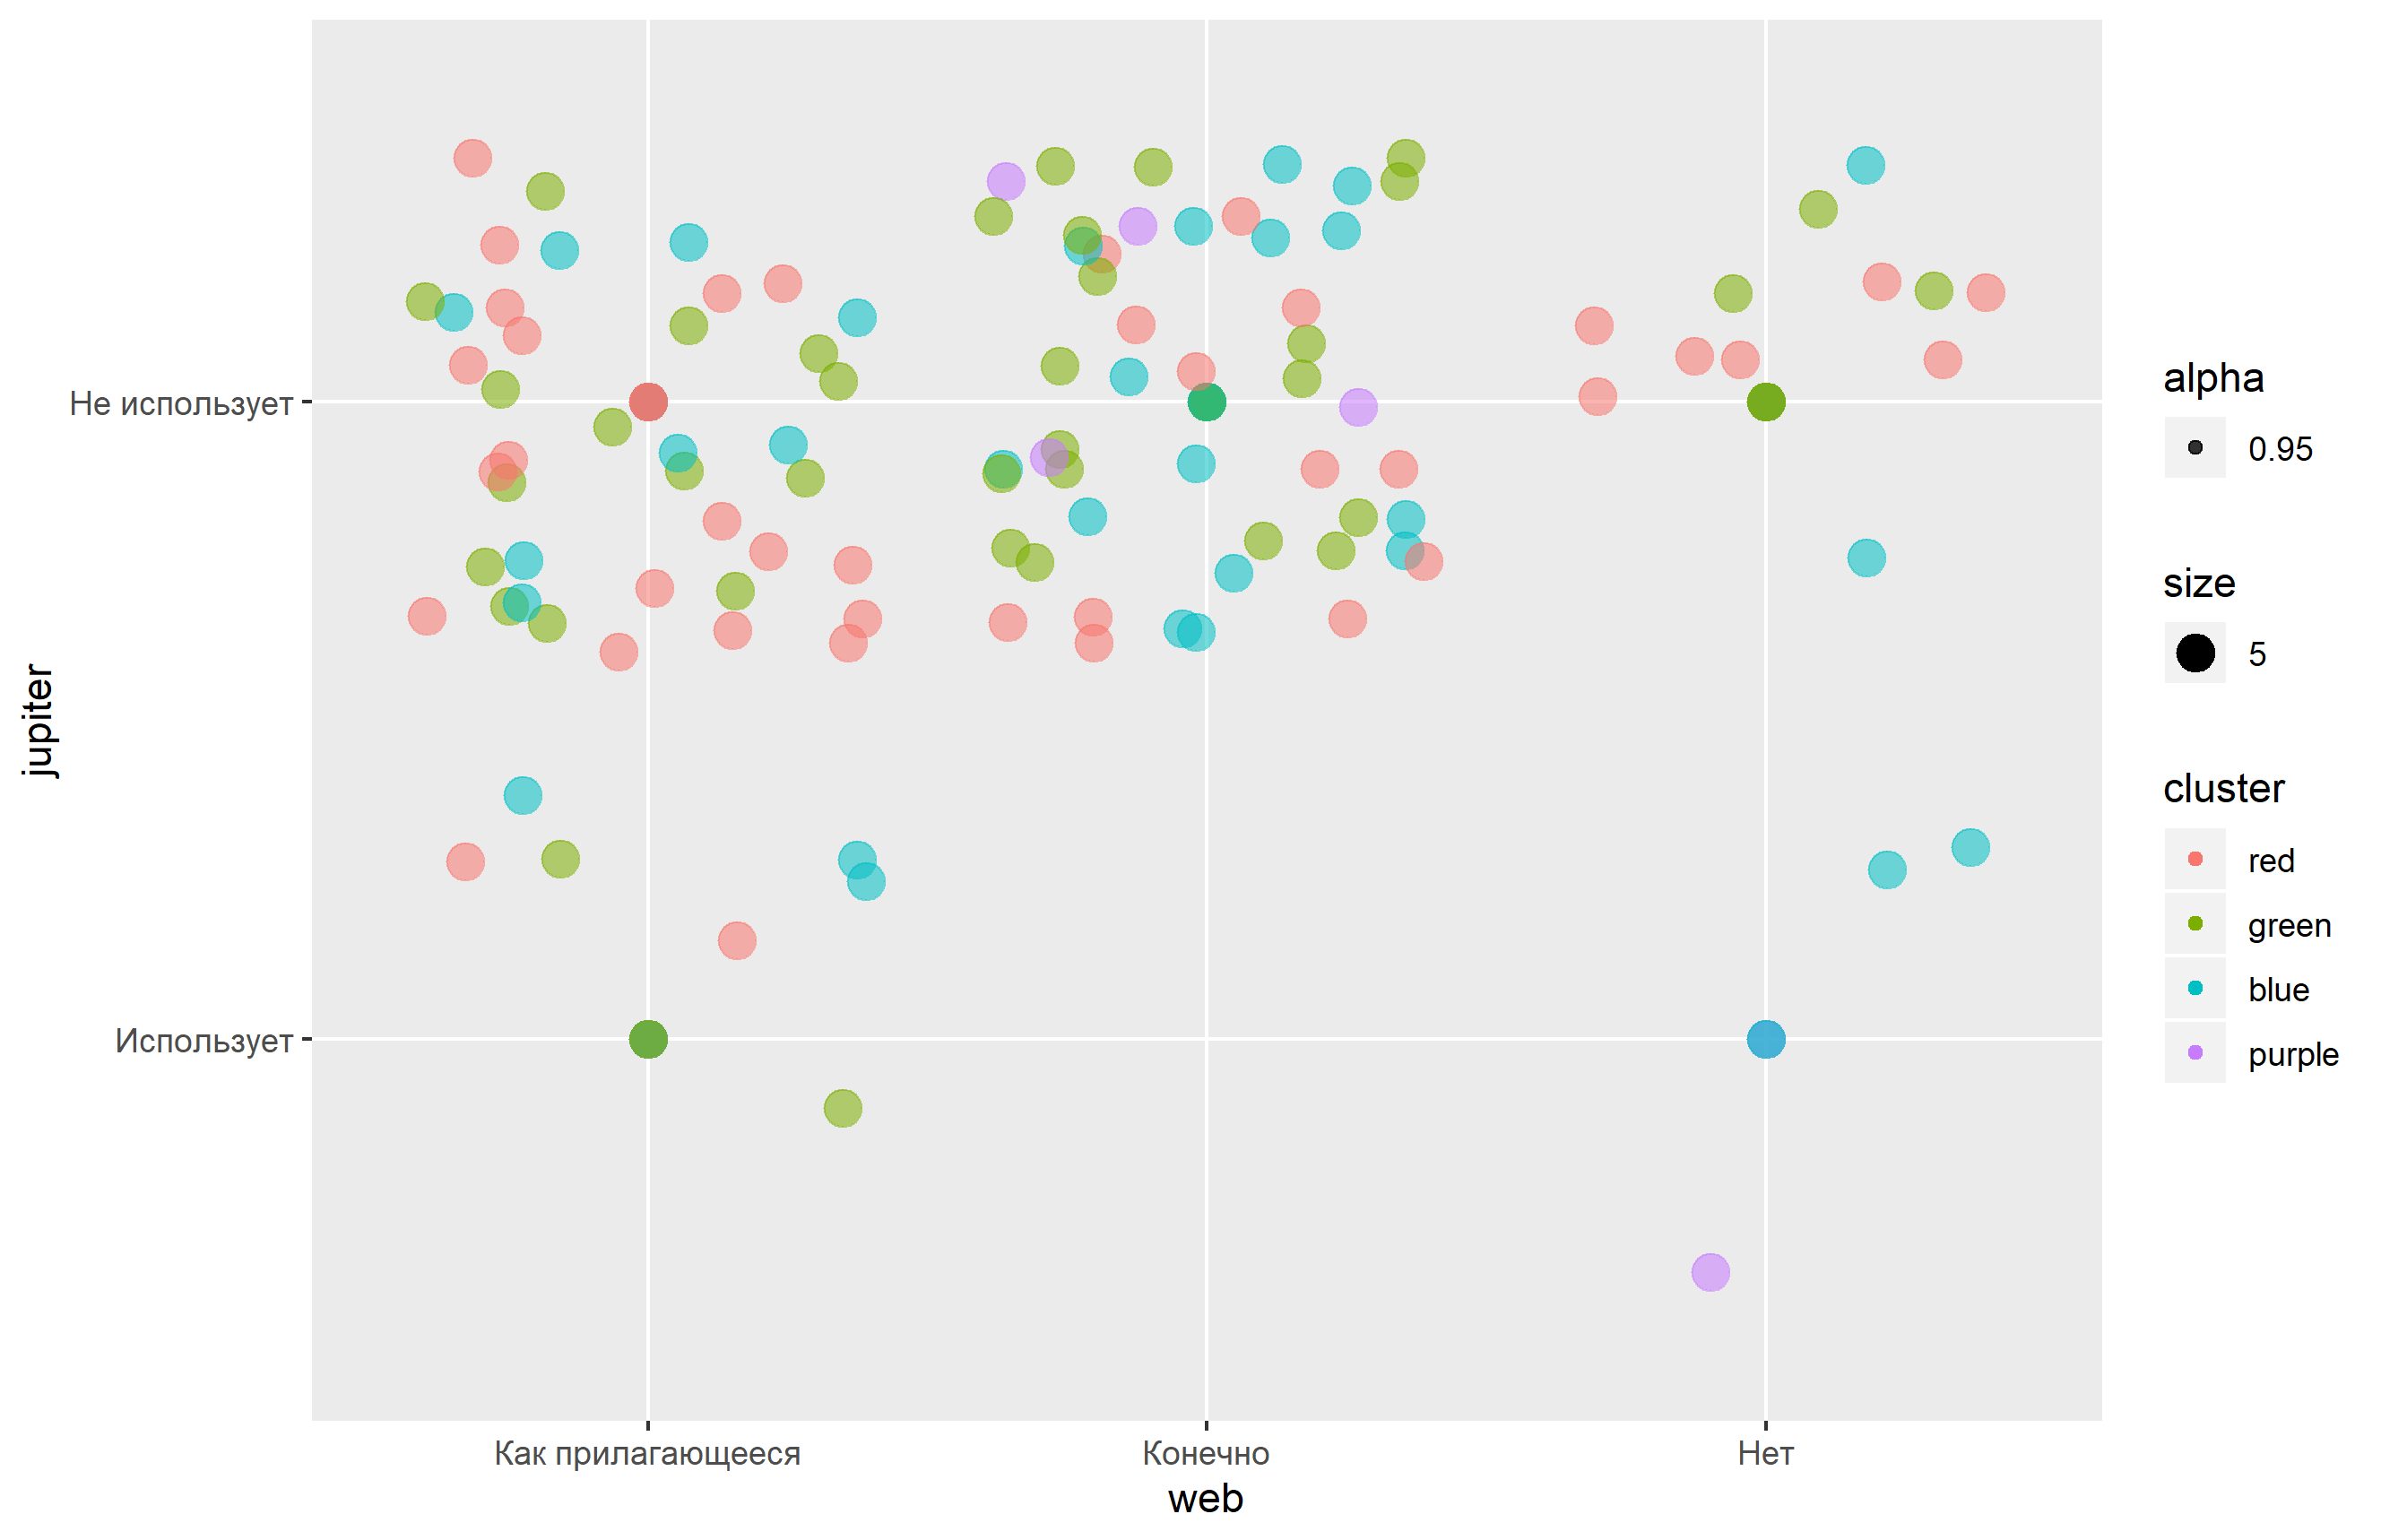 jupiter
Не использует
Использует
Как прилагающееся
Конечно
Нет
web
alpha
0.95
size
5
cluster
red
green
blue
purple